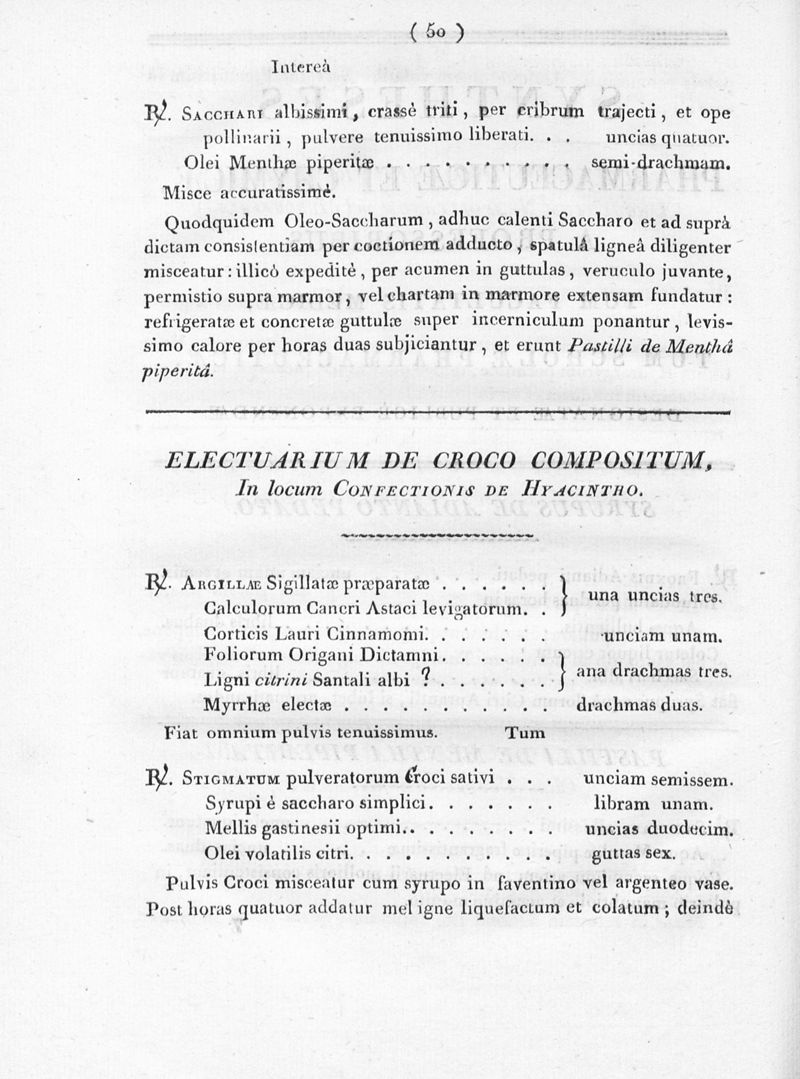 ( 50 )
Intereà
℞. SACCHARI albissimi, crassè triti, per cribrum trajecti, et ope
pollinarii, pulvere tenuissimo liberati. . . uncias quatuor.
Olei Menthæ piperitæ . . . . . . . . . . semi-drachmam.
Misce accuratissimè.
Quodquidem Oleo-Saccharum, adhuc calenti Saccharo et ad suprà
dictam consistentiam per coctionem adducto, spatulâ ligneâ diligenter
misceatur: illicò expeditè, per acumen in guttulas, veruculo juvante,
permistio supra marmor, vel chartam in marmore extensam fundatur:
refrigeratæ et concretæ guttulæ super incerniculum ponantur, levis-
simo calore per horas duas subjiciantur, et erunt Pastilli de Menthâ
piperitâ.
ELECTUARIUM DE CROCO COMPOSITUM,
In locum CONFECTIONIS DE HYACINTHO.
℞. ARGILLÆ Sigillatæ præparatæ . . . . . . } una uncias tres.
Calculorum Cancri Astaci levigatorum. . }
Corticis Lauri Cinnamomi. . . . . . unciam unam.
Foliorum Origani Dictamni. . . . . . }
Ligni citrini Santali albi ? . . . . . . } ana drachmas tres.
Myrrhæ electæ . . . . . . . . . . . drachmas duas.
Fiat omnium pulvis tenuissimus. Tum
℞. STIGMATUM pulveratorum Croci sativi . . . unciam semissem.
Syrupi è saccharo simplici. . . . . . . libram unam.
Mellis gastinesii optimi. . . . . . . . . uncias duodecim.
Olei volatilis citri. . . . . . . . . . . guttas sex.
Pulvis Croci misceatur cum syrupo in faventino vel argenteo vase.
Post horas quatuor addatur mel igne liquefactum et colatum ; deindè